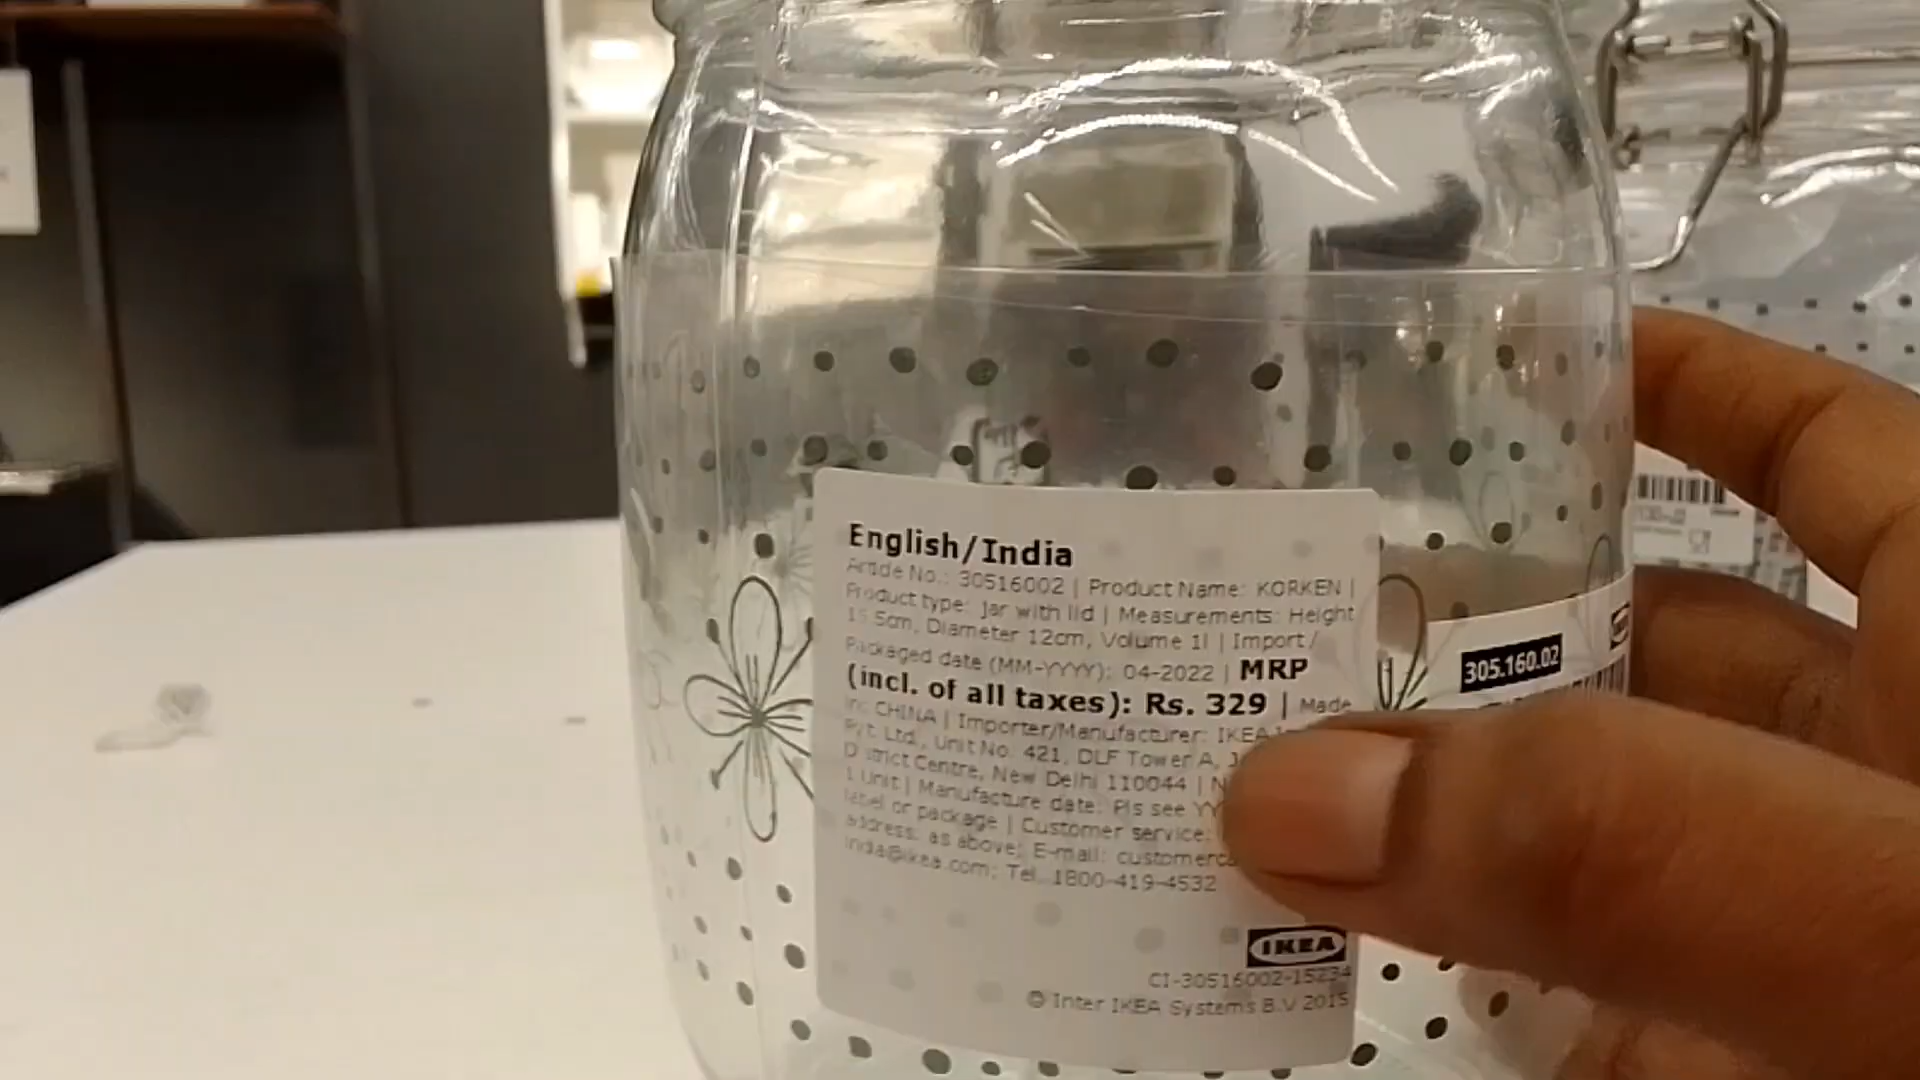 English/India
Article No.: 30516002 | Product Name: KORKEN |
Product type: Jar with lid | Measurements: Height
5cm, Diameter 12cm, Volume 1l | Import /
Packaged date (MM-YYYY): 04-2022 | MRP
(incl. of all taxes): Rs. 329 | Made
in: CHINA | Importer/Manufacturer: IKEA
Pvt. Ltd., Unit No. 421, DLF Tower A,
District Centre, New Delhi 110044 |
1 Unit | Manufacture date: Pls see
label or package | Customer service:
address: as above; E-mail:
india@ikea.com; Tel. 1800-419-4532
IKEA
CI-30516002-15234
© Inter IKEA Systems B.V 2015
305.160.02